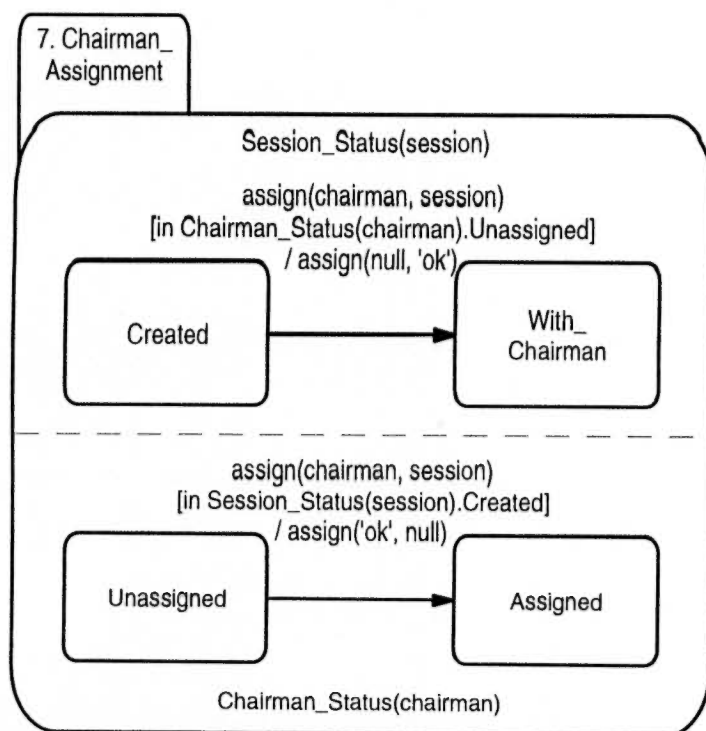 7. Chairman_
Assignment
Session_Status(session)
assign(chairman, session)
[in Chairman_Status(chairman).Unassigned]
/ assign(null, 'ok')
Created
With_
Chairman
assign(chairman, session)
[in Session_Status(session).Created]
/ assign('ok', null)
Unassigned
Assigned
Chairman_Status(chairman)